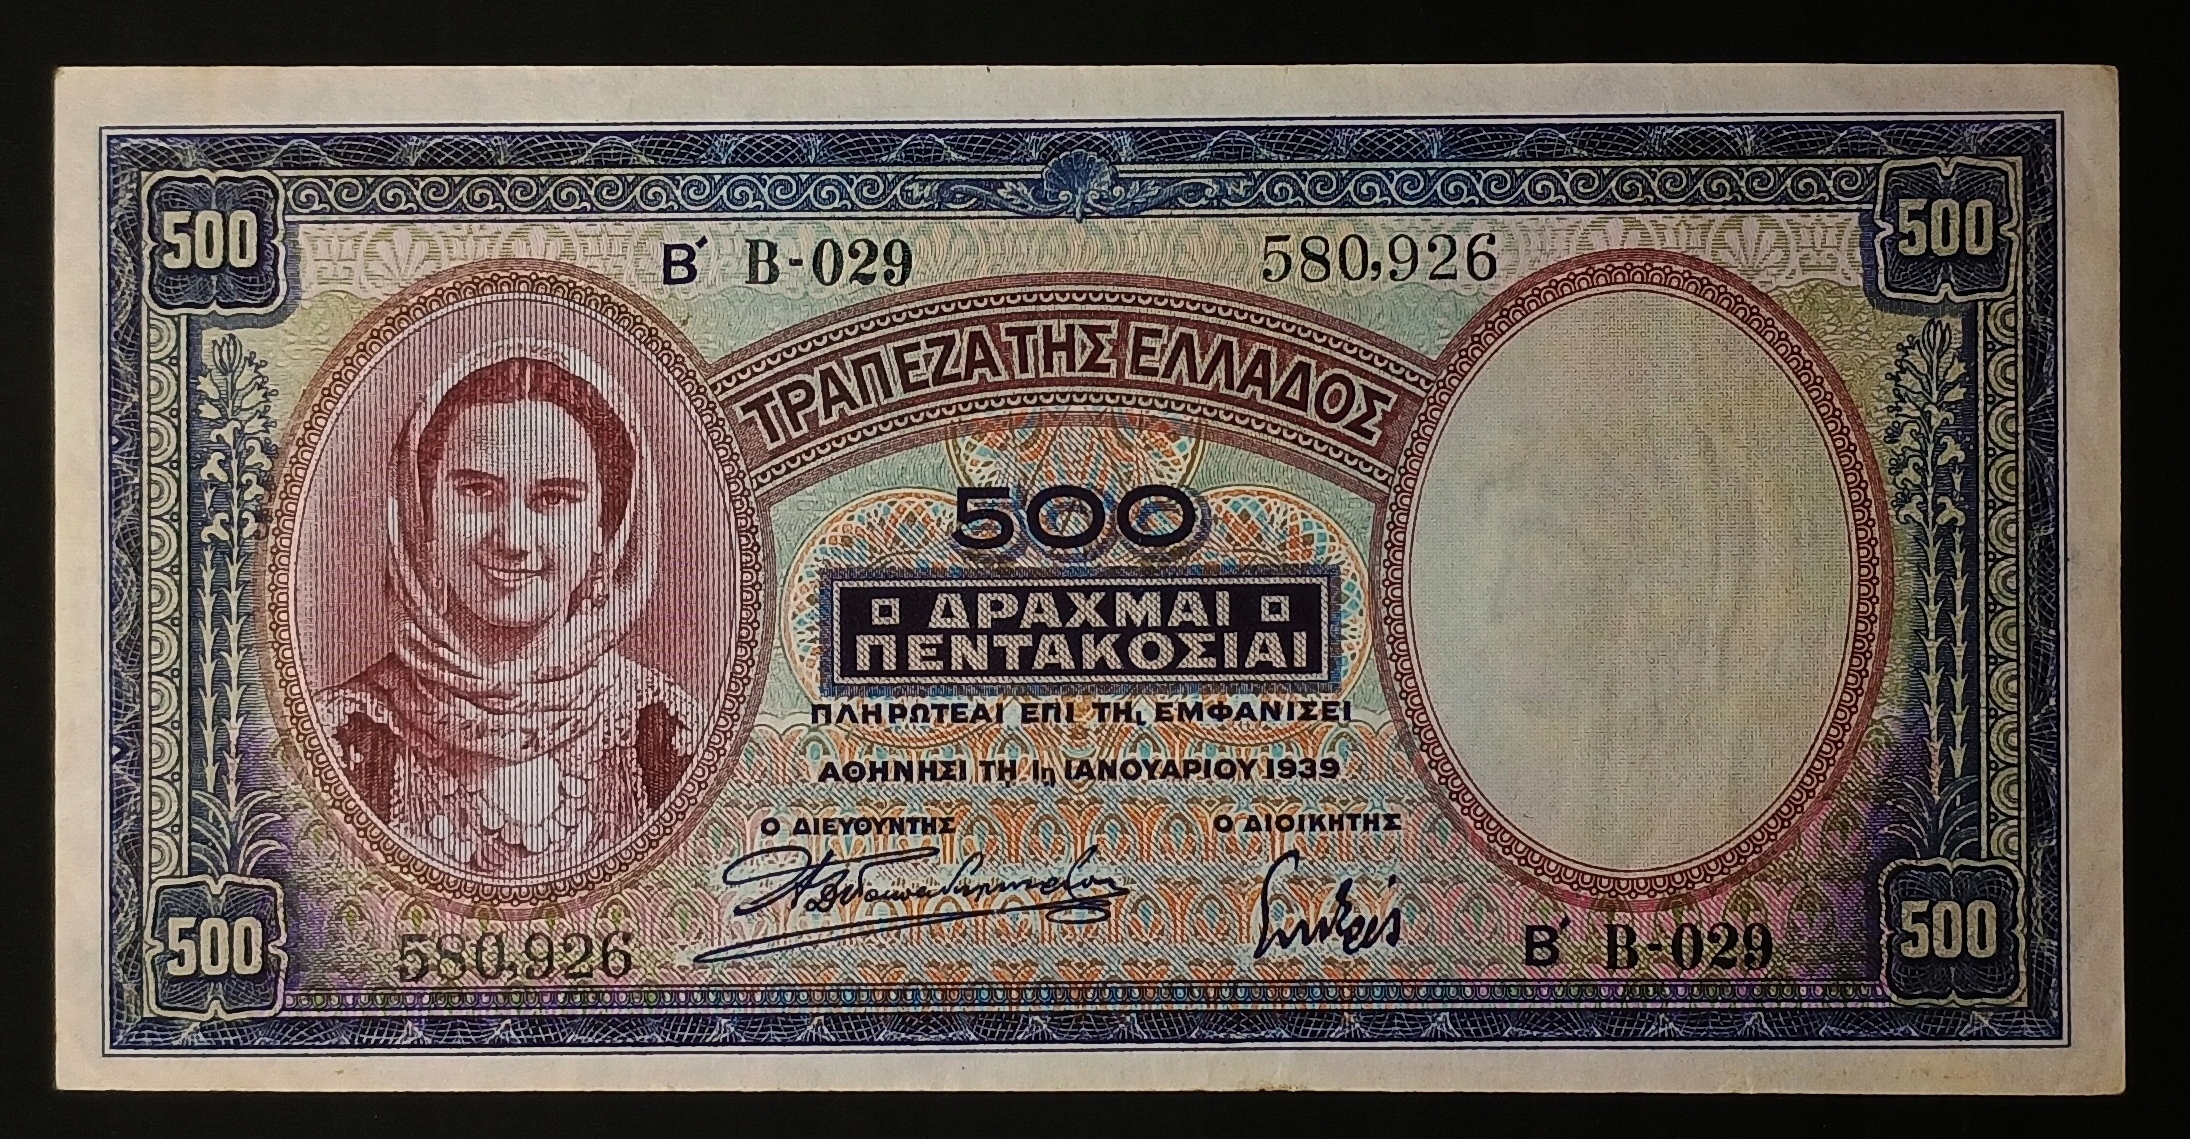 500
500
Β΄ Β-029
580,926
ΤΡΑΠΕΖΑ ΤΗΣ ΕΛΛΑΔΟΣ
500
ΔΡΑΧΜΑΙ
ΠΕΝΤΑΚΟΣΙΑΙ
ΠΛΗΡΩΤΕΑΙ ΕΠΙ ΤΗι ΕΜΦΑΝΙΣΕΙ
ΑΘΗΝΗΣΙ ΤΗ 1η ΙΑΝΟΥΑΡΙΟΥ 1939
Ο ΔΙΕΥΘΥΝΤΗΣ
Ο ΔΙΟΙΚΗΤΗΣ
580,926
Β΄ Β-029
500
500